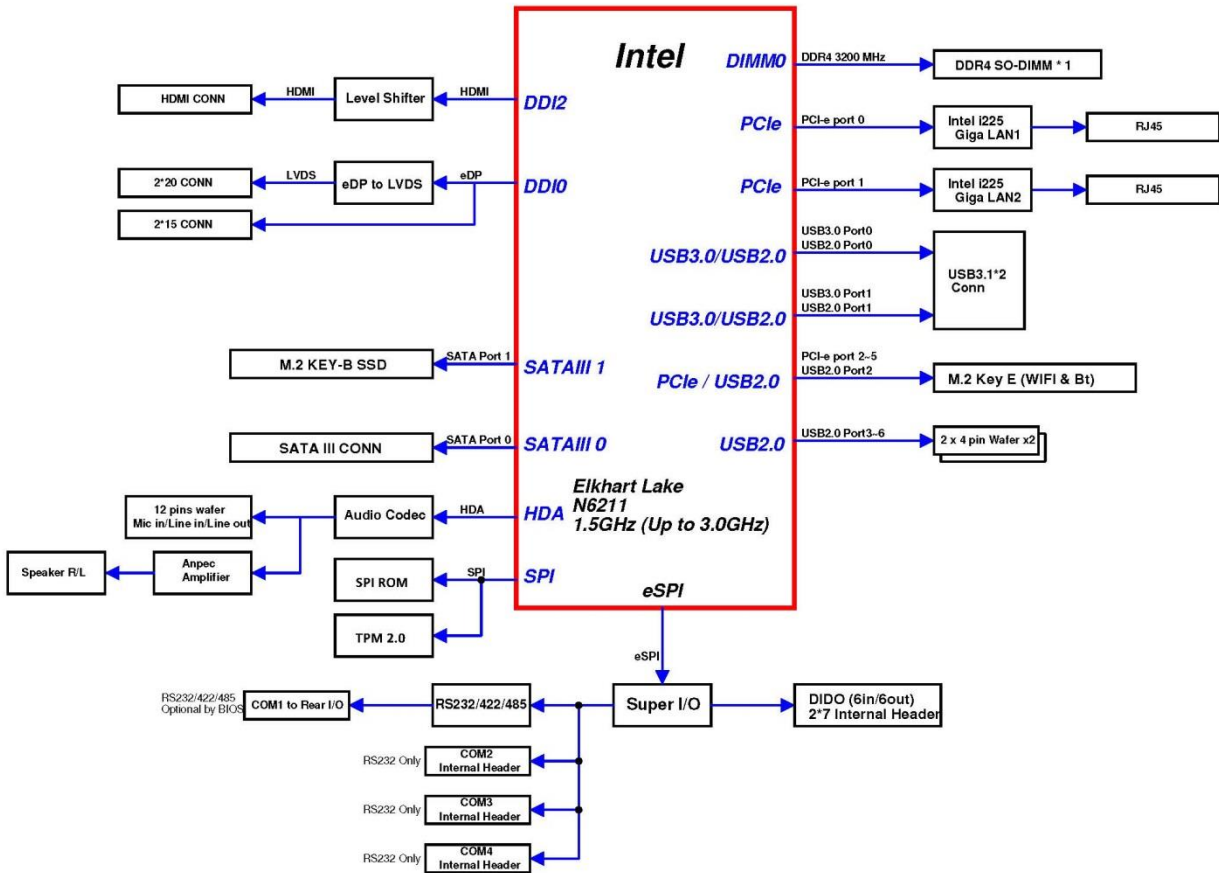 Intel
DIMM0
DDR4 3200 MHz
DDR4 SO-DIMM * 1
HDMI CONN
HDMI
Level Shifter
HDMI
DDI2
PCIe
PCI-e port 0
Intel i225
Giga LAN1
RJ45
2*20 CONN
LVDS
eDP to LVDS
eDP
DDI0
PCIe
PCI-e port 1
Intel i225
Giga LAN2
RJ45
2*15 CONN
USB3.0/USB2.0
USB3.0 Port0
USB2.0 Port0
USB3.1*2
Conn
USB3.0/USB2.0
USB3.0 Port1
USB2.0 Port1
M.2 KEY-B SSD
SATA Port 1
SATAIII 1
PCIe / USB2.0
PCI-e port 2~5
USB2.0 Port2
M.2 Key E (WIFI & Bt)
SATA III CONN
SATA Port 0
SATAIII 0
USB2.0
USB2.0 Port3~6
2 x 4 pin Wafer x2
Elkhart Lake
N6211
1.5GHz (Up to 3.0GHz)
12 pins wafer
Mic in/Line in/Line out
Audio Codec
HDA
HDA
Speaker R/L
Anpec
Amplifier
SPI ROM
SPI
SPI
TPM 2.0
eSPI
eSPI
RS232/422/485
Optional by BIOS
COM1 to Rear I/O
RS232/422/485
Super I/O
DIDO (6in/6out)
2*7 Internal Header
RS232 Only
COM2
Internal Header
RS232 Only
COM3
Internal Header
RS232 Only
COM4
Internal Header